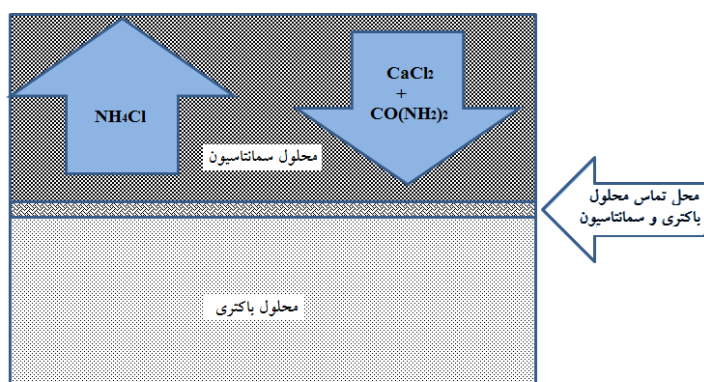 NH4Cl
CaCl2
+
CO(NH2)2
محلول سمانتاسیون
محل تماس محلول
باکتری و سمانتاسیون
محلول باکتری